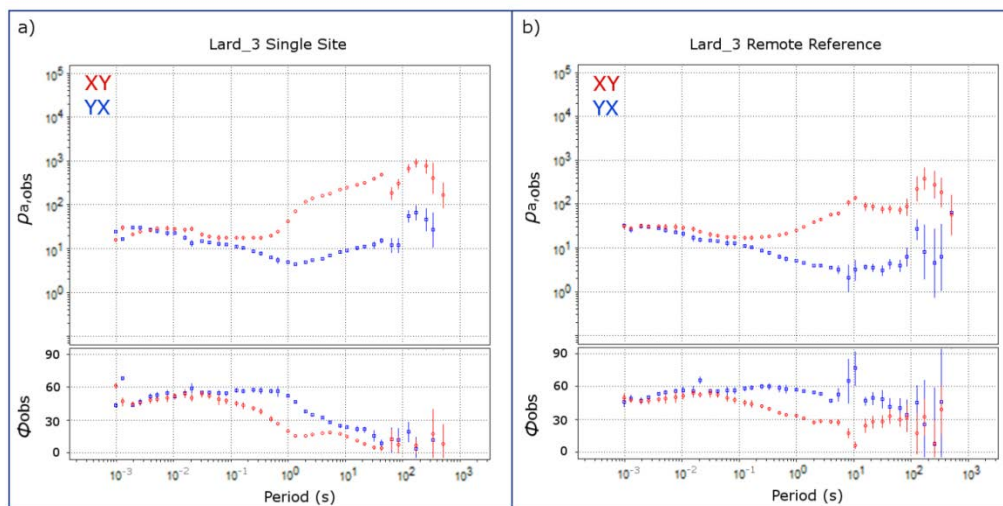 a)
Lard_3 Single Site
XY
YX
ρa,obs
10^5
10^4
10^3
10^2
10^1
10^0
Φobs
90
60
30
0
10^-3 10^-2 10^-1 10^0 10^1 10^2 10^3
Period (s)
b)
Lard_3 Remote Reference
XY
YX
ρa,obs
10^5
10^4
10^3
10^2
10^1
10^0
Φobs
90
60
30
0
10^-3 10^-2 10^-1 10^0 10^1 10^2 10^3
Period (s)